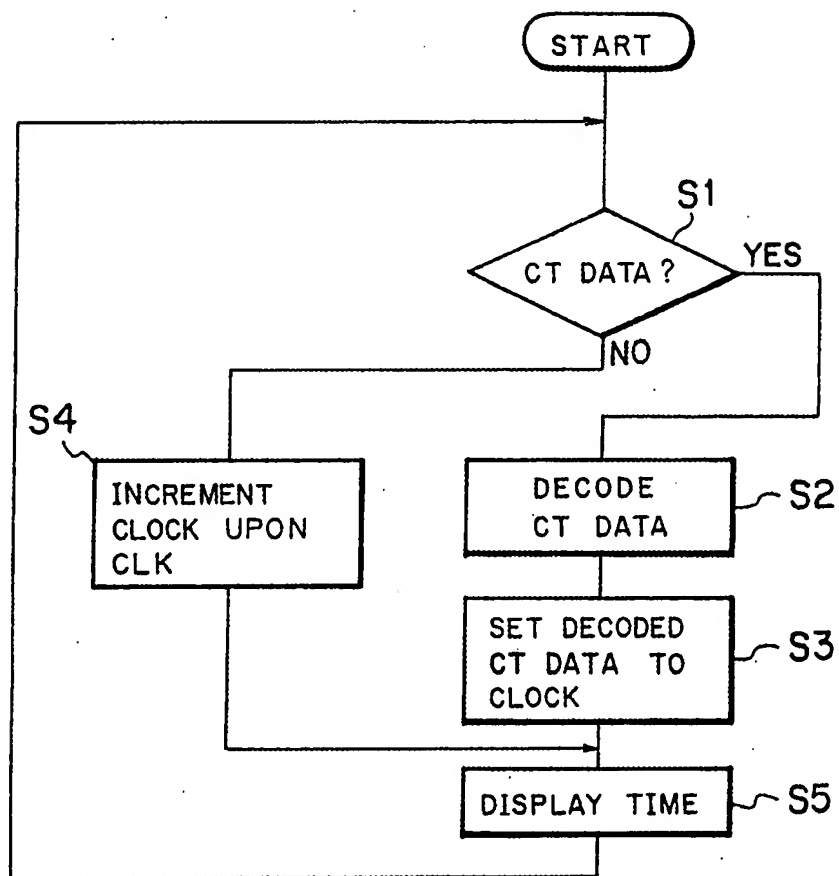 START
S1
CT DATA?
YES
NO
S4
INCREMENT
CLOCK UPON
CLK
DECODE
CT DATA
S2
SET DECODED
CT DATA TO
CLOCK
S3
DISPLAY TIME
S5